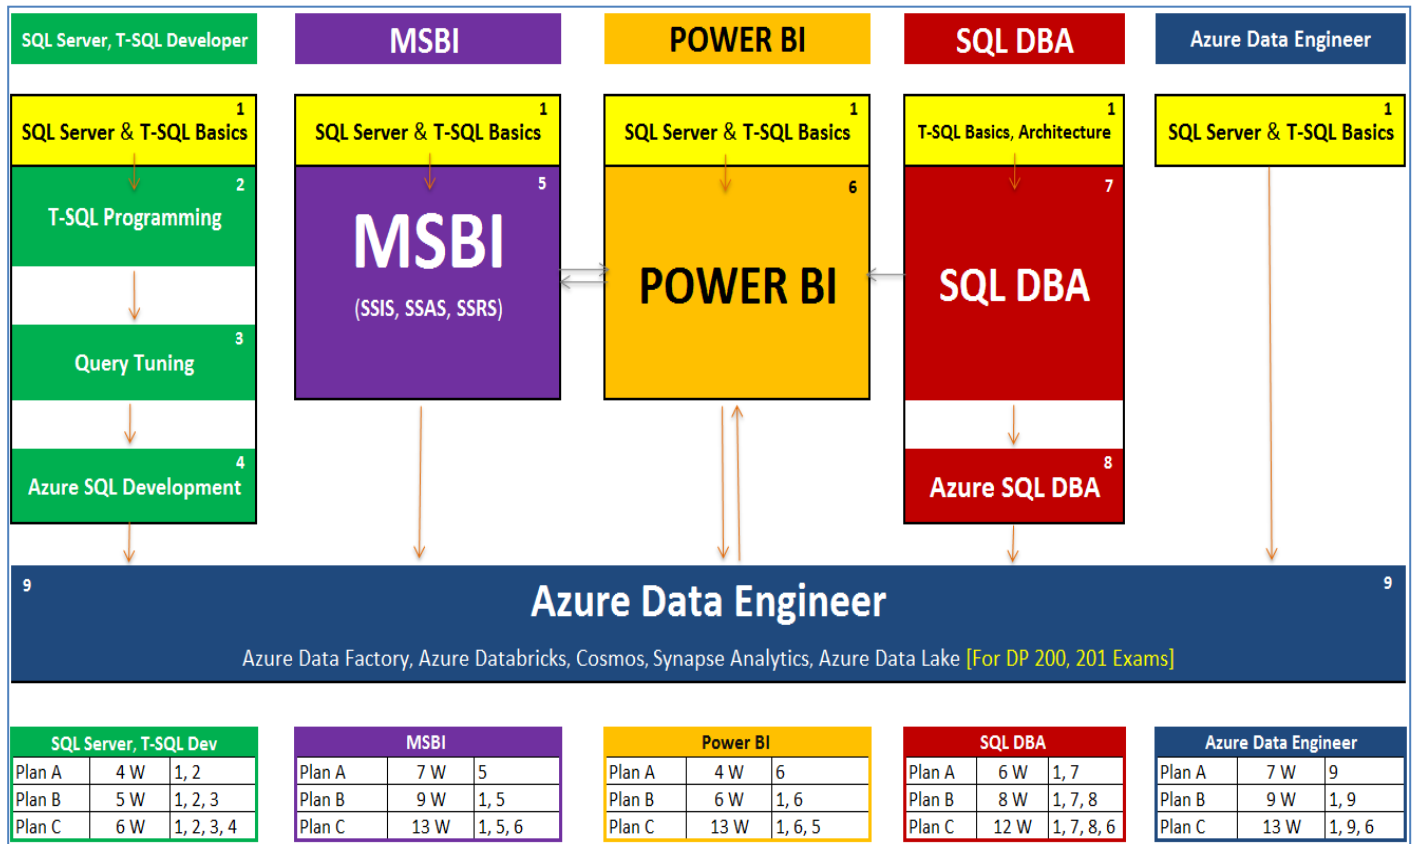 SQL Server, T-SQL Developer
MSBI
POWER BI
SQL DBA
Azure Data Engineer
1
SQL Server & T-SQL Basics
1
SQL Server & T-SQL Basics
1
SQL Server & T-SQL Basics
1
T-SQL Basics, Architecture
1
SQL Server & T-SQL Basics
2
T-SQL Programming
3
Query Tuning
4
Azure SQL Development
5
MSBI
(SSIS, SSAS, SSRS)
6
POWER BI
7
SQL DBA
8
Azure SQL DBA
9
Azure Data Engineer
9
Azure Data Factory, Azure Databricks, Cosmos, Synapse Analytics, Azure Data Lake [For DP 200, 201 Exams]
SQL Server, T-SQL Dev
Plan A 4 W 1, 2
Plan B 5 W 1, 2, 3
Plan C 6 W 1, 2, 3, 4
MSBI
Plan A 7 W 5
Plan B 9 W 1, 5
Plan C 13 W 1, 5, 6
Power BI
Plan A 4 W 6
Plan B 6 W 1, 6
Plan C 13 W 1, 6, 5
SQL DBA
Plan A 6 W 1, 7
Plan B 8 W 1, 7, 8
Plan C 12 W 1, 7, 8, 6
Azure Data Engineer
Plan A 7 W 9
Plan B 9 W 1, 9
Plan C 13 W 1, 9, 6